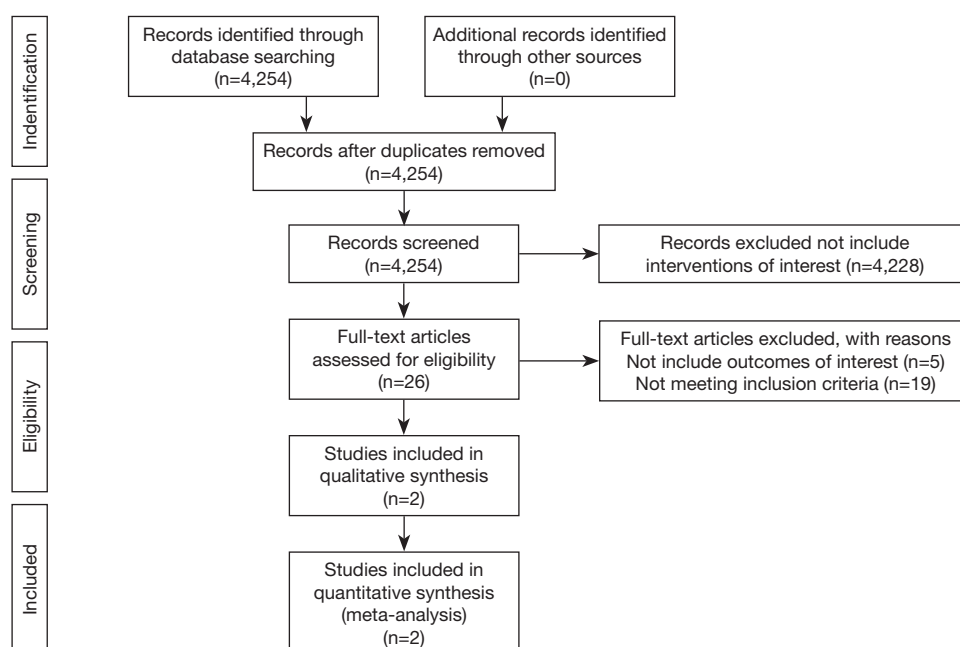 Indentification
Records identified through
database searching
(n=4,254)
Additional records identified
through other sources
(n=0)
Records after duplicates removed
(n=4,254)
Screening
Records screened
(n=4,254)
Records excluded not include
interventions of interest (n=4,228)
Eligibility
Full-text articles
assessed for eligibility
(n=26)
Full-text articles excluded, with reasons
Not include outcomes of interest (n=5)
Not meeting inclusion criteria (n=19)
Studies included in
qualitative synthesis
(n=2)
Included
Studies included in
quantitative synthesis
(meta-analysis)
(n=2)